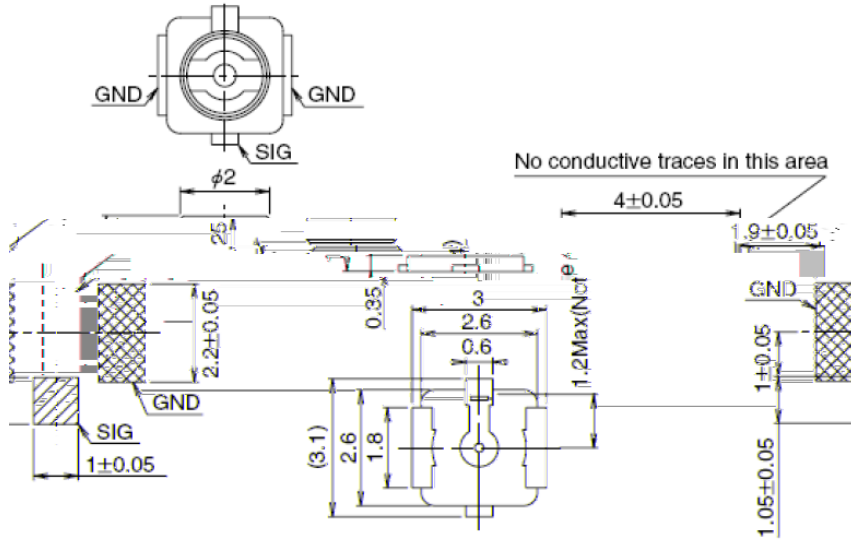 GND
GND
SIG
ϕ2
No conductive traces in this area
4±0.05
1.9±0.05
25
0.35
GND
3
2.6
0.6
2.2±0.05
1.2Max(Not
1±0.05
GND
SIG
1±0.05
(3.1)
2.6
1.8
1.05±0.05